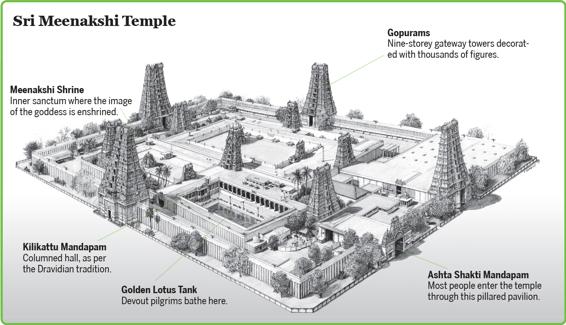 Sri Meenakshi Temple
Gopurams
Nine-storey gateway towers decorat-
ed with thousands of figures.
Meenakshi Shrine
Inner sanctum where the image
of the goddess is enshrined.
Kilikattu Mandapam
Columned hall, as per
the Dravidian tradition.
Golden Lotus Tank
Devout pilgrims bathe here.
Ashta Shakti Mandapam
Most people enter the temple
through this pillared pavilion.